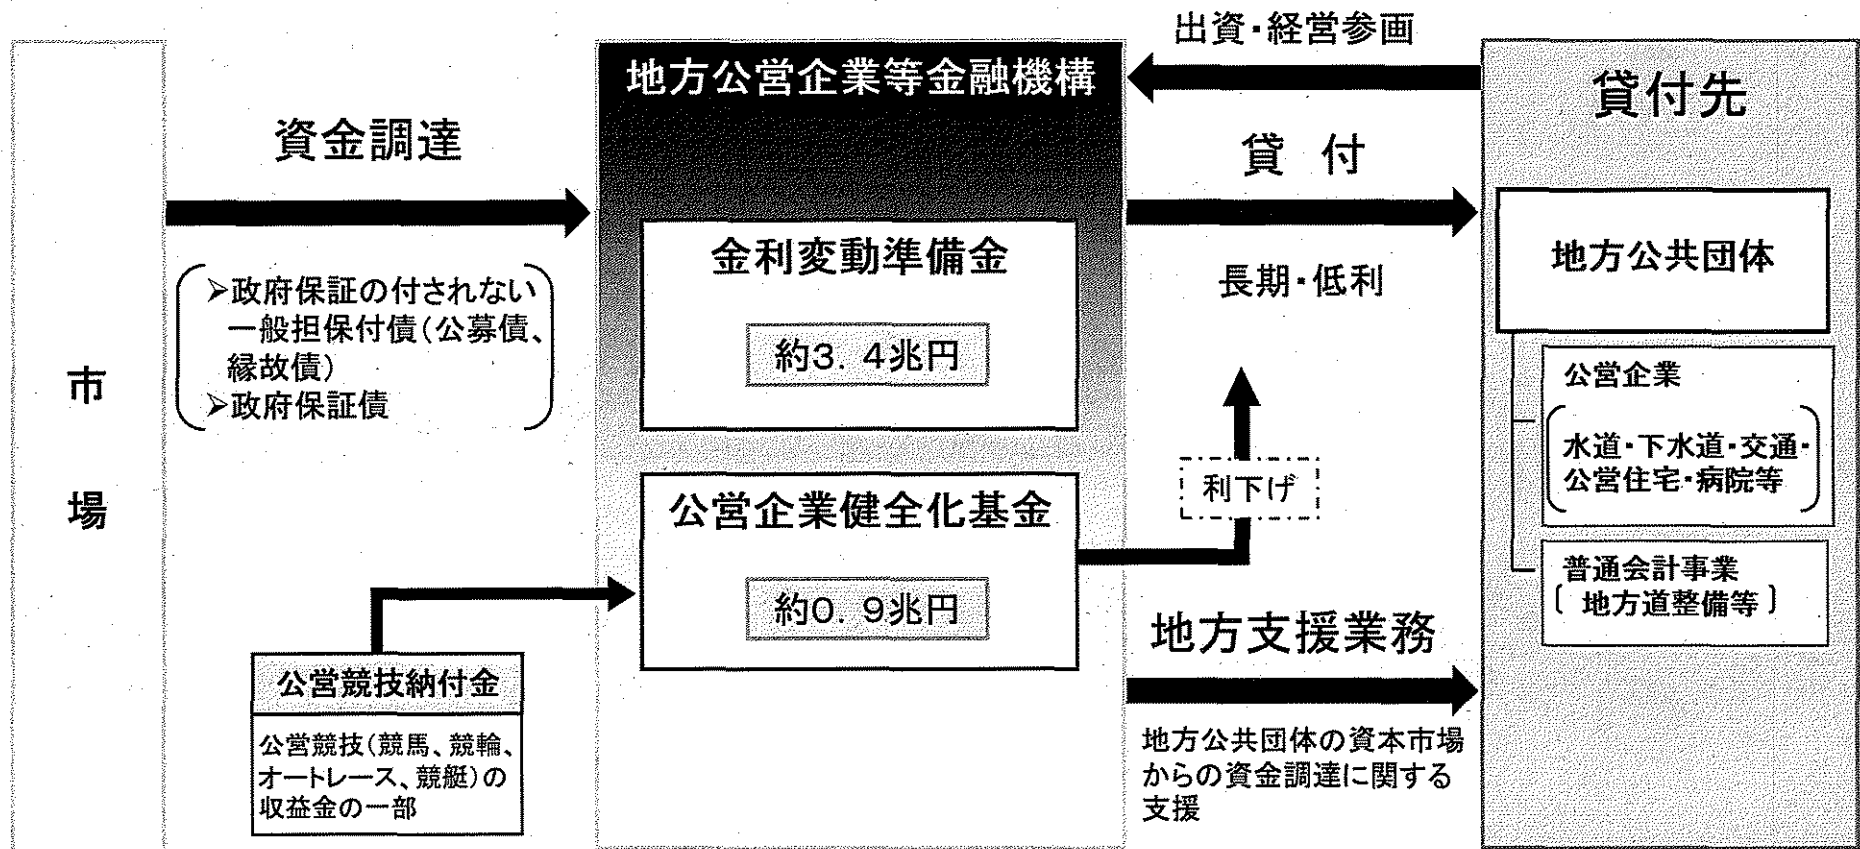 市
場
資金調達
➢政府保証の付されない
一般担保付債(公募債、
縁故債)
➢政府保証債
公営競技納付金
公営競技(競馬、競輪、
オートレース、競艇)の
収益金の一部
地方公営企業等金融機構
金利変動準備金
約3.4兆円
公営企業健全化基金
約0.9兆円
出資・経営参画
貸 付
長期・低利
利下げ
地方支援業務
地方公共団体の資本市場
からの資金調達に関する
支援
貸付先
地方公共団体
公営企業
水道・下水道・交通・
公営住宅・病院等
普通会計事業
[ 地方道整備等 ]